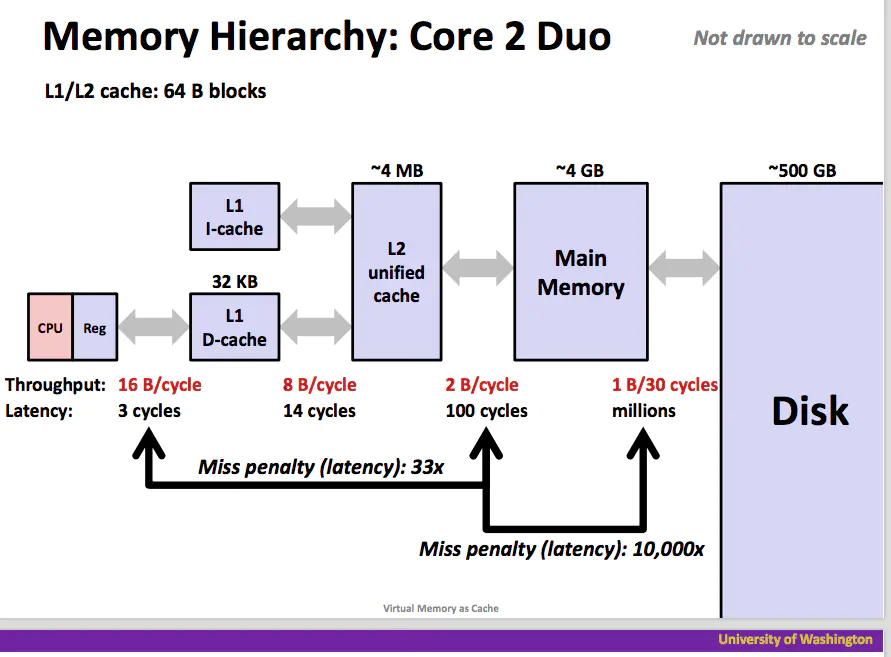 Memory Hierarchy: Core 2 Duo
Not drawn to scale
L1/L2 cache: 64 B blocks
~4 MB
~4 GB
~500 GB
L1
I-cache
L2
unified
cache
Main
Memory
32 KB
CPU
Reg
L1
D-cache
Disk
Throughput: 16 B/cycle 8 B/cycle 2 B/cycle 1 B/30 cycles
Latency: 3 cycles 14 cycles 100 cycles millions
Miss penalty (latency): 33x
Miss penalty (latency): 10,000x
Virtual Memory as Cache
University of Washington